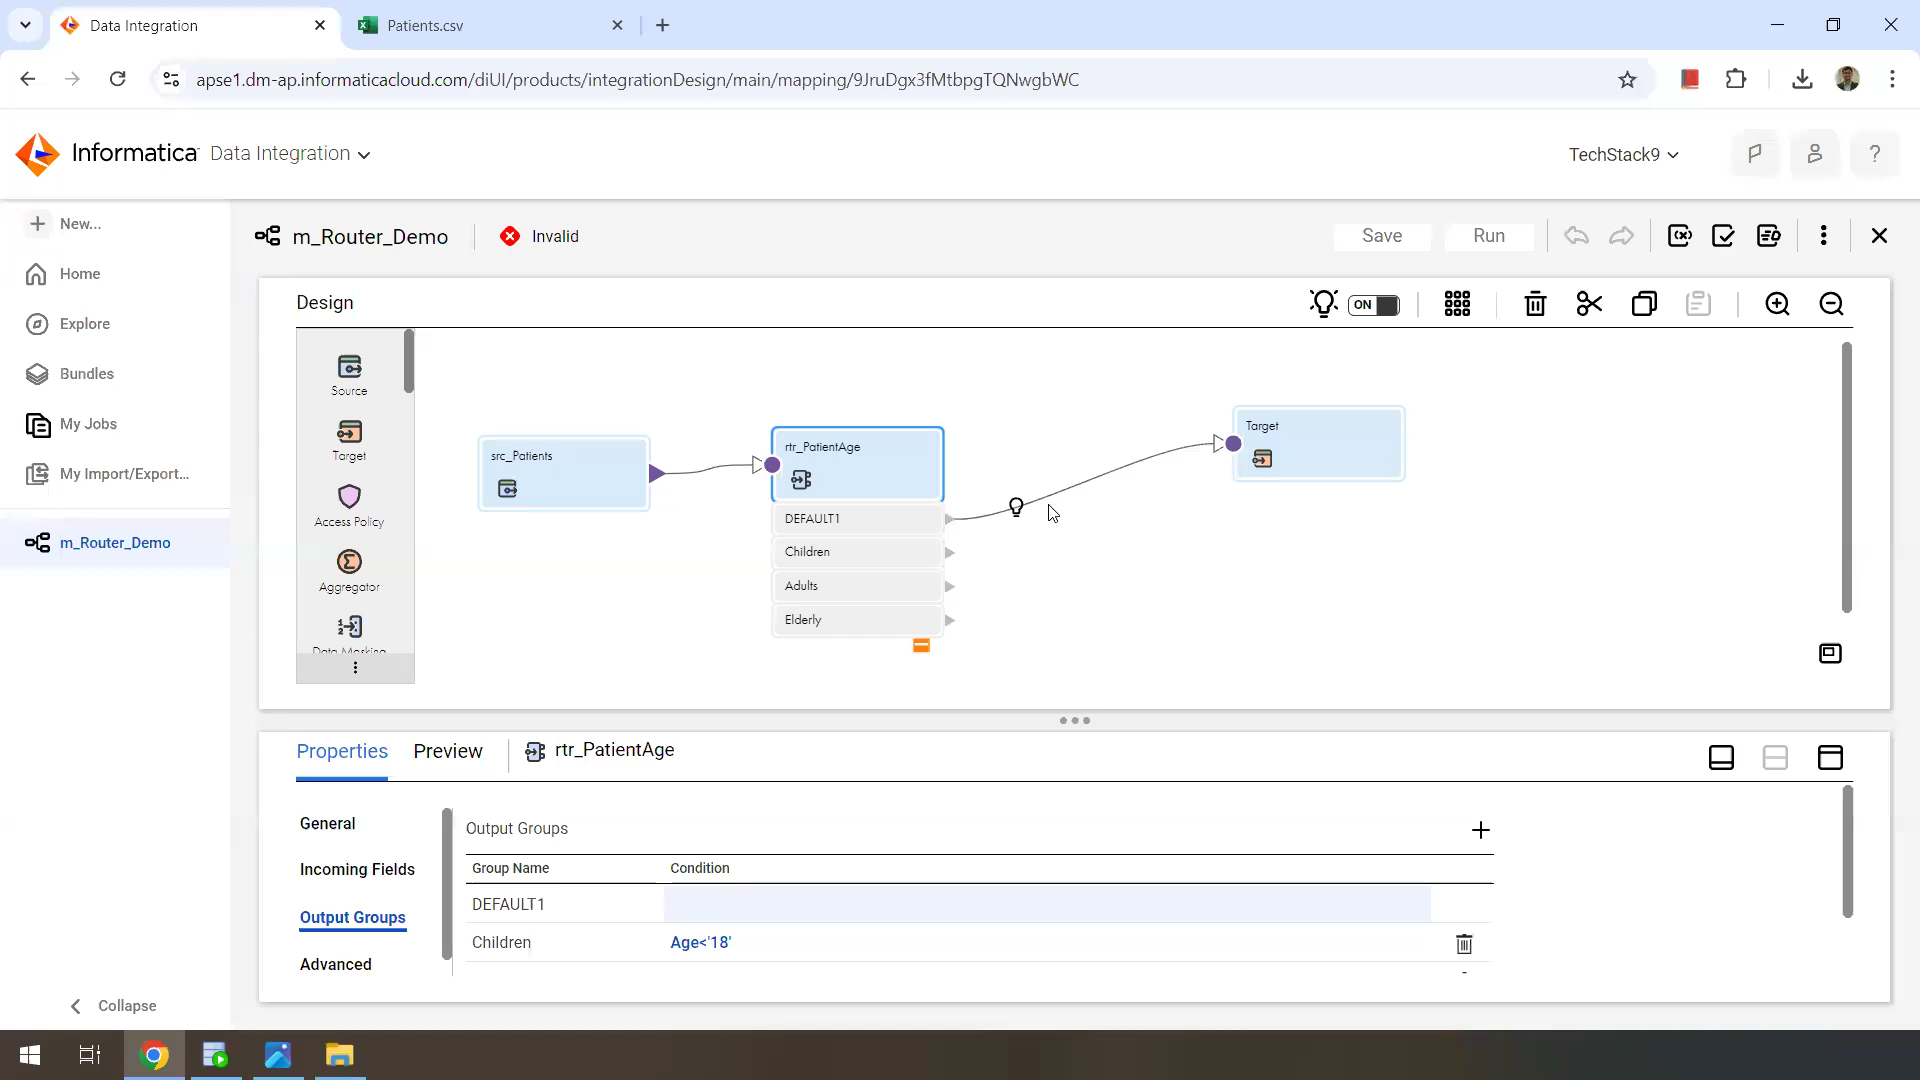 Data Integration
Patients.csv
apse1.dm-ap.informaticacloud.com/diUI/products/integrationDesign/main/mapping/9JruDgx3fMtbpgTQNwgbWC
Informatica Data Integration
TechStack9
?
New...
Home
Explore
Bundles
My Jobs
My Import/Export...
m_Router_Demo
Collapse
m_Router_Demo
Invalid
Save
Run
Design
ON
Source
Target
Access Policy
Aggregator
Data Masking
src_Patients
rtr_PatientAge
DEFAULT1
Children
Adults
Elderly
Target
Properties
Preview
rtr_PatientAge
General
Incoming Fields
Output Groups
Advanced
Output Groups
Group Name Condition
DEFAULT1
Children Age<'18'